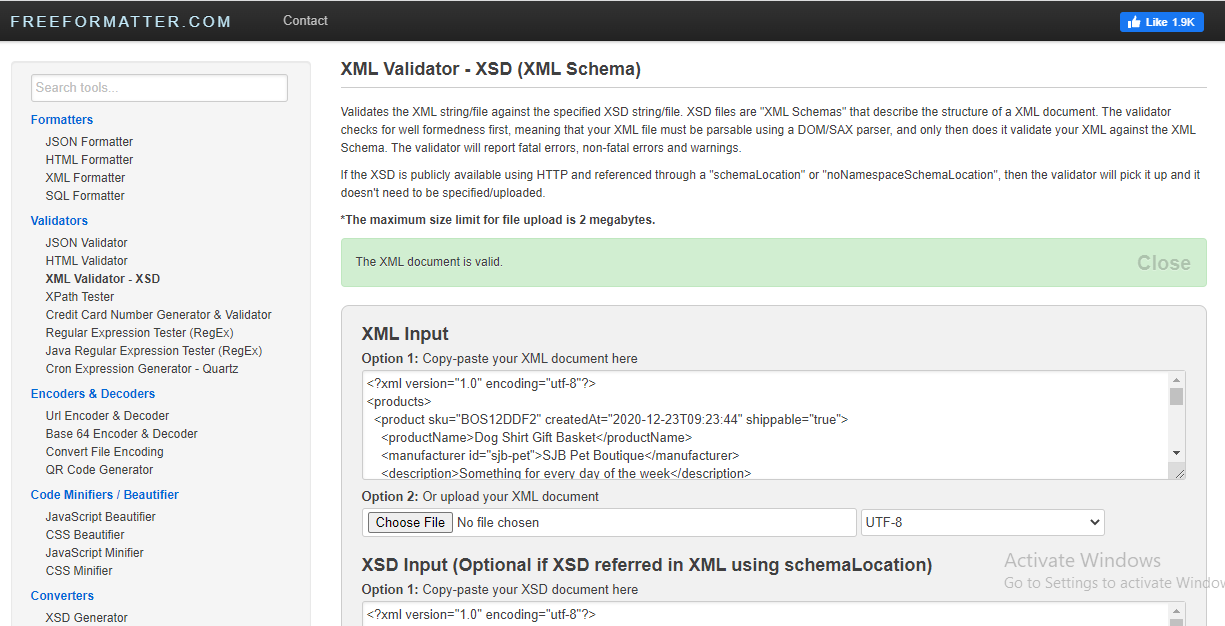 FREEFORMATTER.COM
Contact
Like 1.9K
Search tools...
Formatters
JSON Formatter
HTML Formatter
XML Formatter
SQL Formatter
Validators
JSON Validator
HTML Validator
XML Validator - XSD
XPath Tester
Credit Card Number Generator & Validator
Regular Expression Tester (RegEx)
Java Regular Expression Tester (RegEx)
Cron Expression Generator - Quartz
Encoders & Decoders
Url Encoder & Decoder
Base 64 Encoder & Decoder
Convert File Encoding
QR Code Generator
Code Minifiers / Beautifier
JavaScript Beautifier
CSS Beautifier
JavaScript Minifier
CSS Minifier
Converters
XSD Generator
XML Validator - XSD (XML Schema)
Validates the XML string/file against the specified XSD string/file. XSD files are "XML Schemas" that describe the structure of a XML document. The validator
checks for well formedness first, meaning that your XML file must be parsable using a DOM/SAX parser, and only then does it validate your XML against the XML
Schema. The validator will report fatal errors, non-fatal errors and warnings.
If the XSD is publicly available using HTTP and referenced through a "schemaLocation" or "noNamespaceSchemaLocation", then the validator will pick it up and it
doesn't need to be specified/uploaded.
*The maximum size limit for file upload is 2 megabytes.
The XML document is valid.
Close
XML Input
Option 1: Copy-paste your XML document here
<?xml version="1.0" encoding="utf-8"?>
<products>
<product sku="BOS12DDF2" createdAt="2020-12-23T09:23:44" shippable="true">
<productName>Dog Shirt Gift Basket</productName>
<manufacturer id="sjb-pet">SJB Pet Boutique</manufacturer>
<description>Something for every day of the week</description>
Option 2: Or upload your XML document
Choose File No file chosen
UTF-8
XSD Input (Optional if XSD referred in XML using schemaLocation)
Option 1: Copy-paste your XSD document here
<?xml version="1.0" encoding="utf-8"?>
Activate Windows
Go to Settings to activate Window